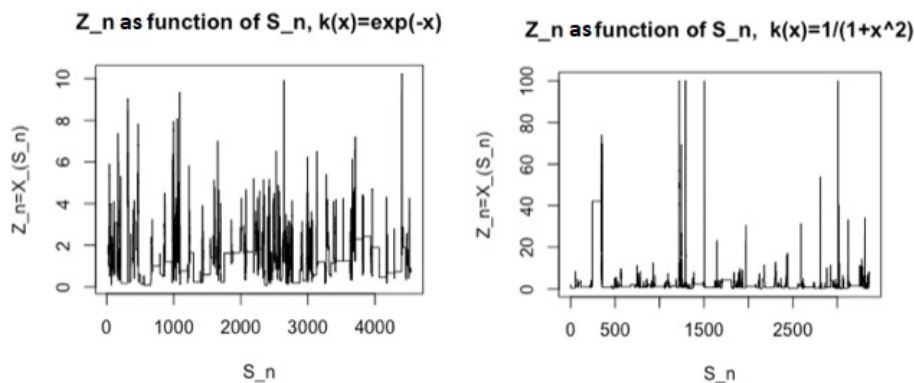 Z_n as function of S_n, k(x)=exp(-x)
Z_n=X_(S_n)
10
8
6
4
2
0
0 1000 2000 3000 4000
S_n
Z_n as function of S_n, k(x)=1/(1+x^2)
Z_n=X_(S_n)
100
80
60
40
20
0
0 500 1500 2500
S_n